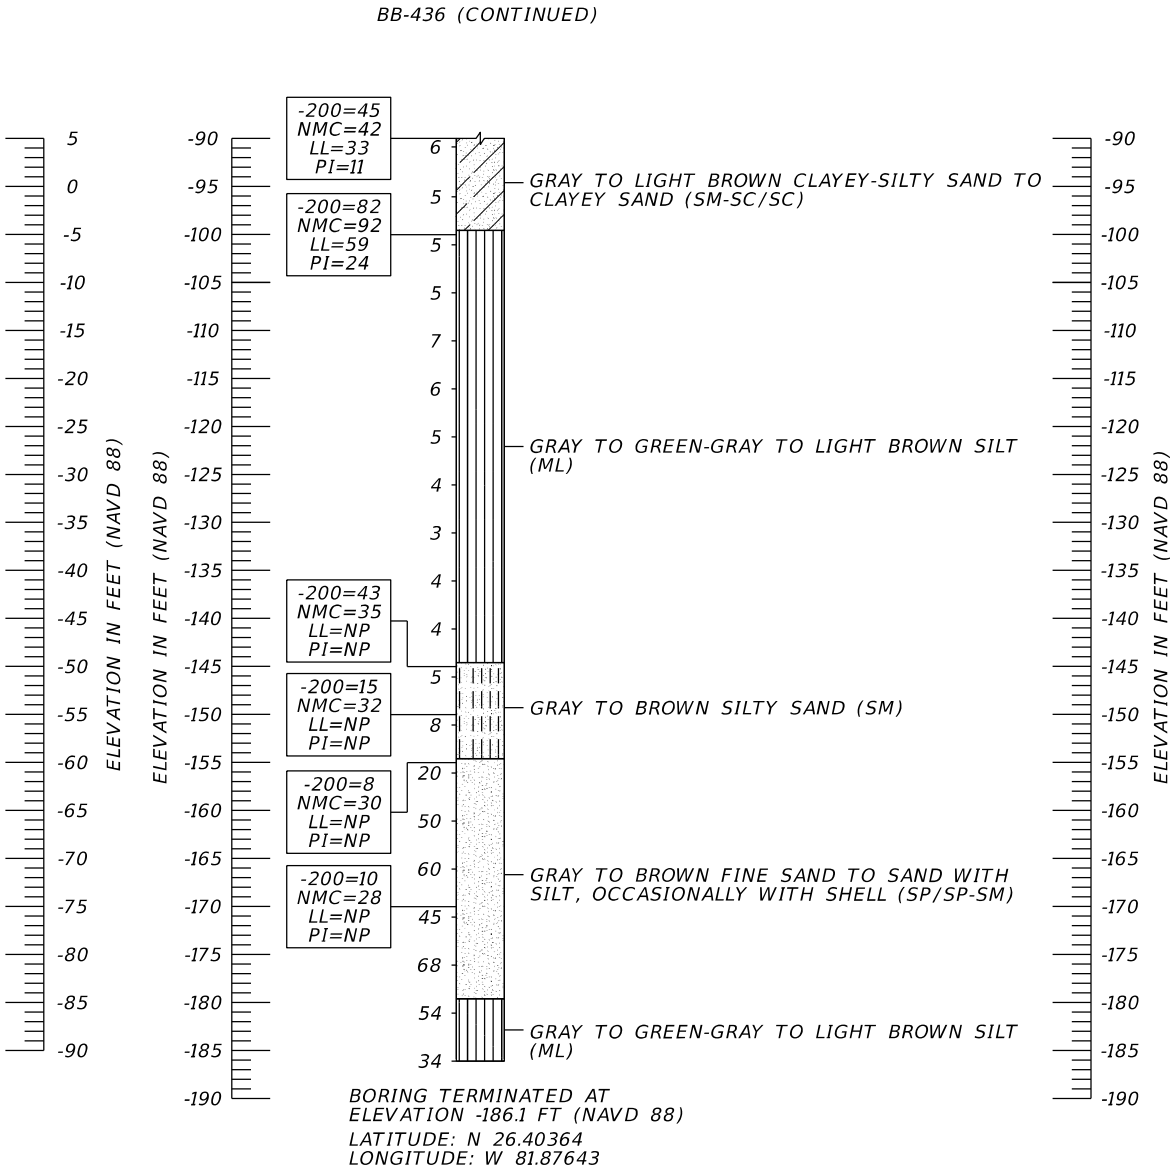 BB-436 (CONTINUED)
5
0
-5
-10
-15
-20
-25
-30
-35
-40
-45
-50
-55
-60
-65
-70
-75
-80
-85
-90
ELEVATION IN FEET (NAVD 88)
ELEVATION IN FEET (NAVD 88)
-90
-95
-100
-105
-110
-115
-120
-125
-130
-135
-140
-145
-150
-155
-160
-165
-170
-175
-180
-185
-190
-200=45
NMC=42
LL=33
PI=11
-200=82
NMC=92
LL=59
PI=24
-200=43
NMC=35
LL=NP
PI=NP
-200=15
NMC=32
LL=NP
PI=NP
-200=8
NMC=30
LL=NP
PI=NP
-200=10
NMC=28
LL=NP
PI=NP
6
5
5
5
7
6
5
4
3
4
4
5
8
20
50
60
45
68
54
34
GRAY TO LIGHT BROWN CLAYEY-SILTY SAND TO
CLAYEY SAND (SM-SC/SC)
GRAY TO GREEN-GRAY TO LIGHT BROWN SILT
(ML)
GRAY TO BROWN SILTY SAND (SM)
GRAY TO BROWN FINE SAND TO SAND WITH
SILT, OCCASIONALLY WITH SHELL (SP/SP-SM)
GRAY TO GREEN-GRAY TO LIGHT BROWN SILT
(ML)
-90
-95
-100
-105
-110
-115
-120
-125
-130
-135
-140
-145
-150
-155
-160
-165
-170
-175
-180
-185
-190
ELEVATION IN FEET (NAVD 88)
BORING TERMINATED AT
ELEVATION -186.1 FT (NAVD 88)
LATITUDE: N 26.40364
LONGITUDE: W 81.87643